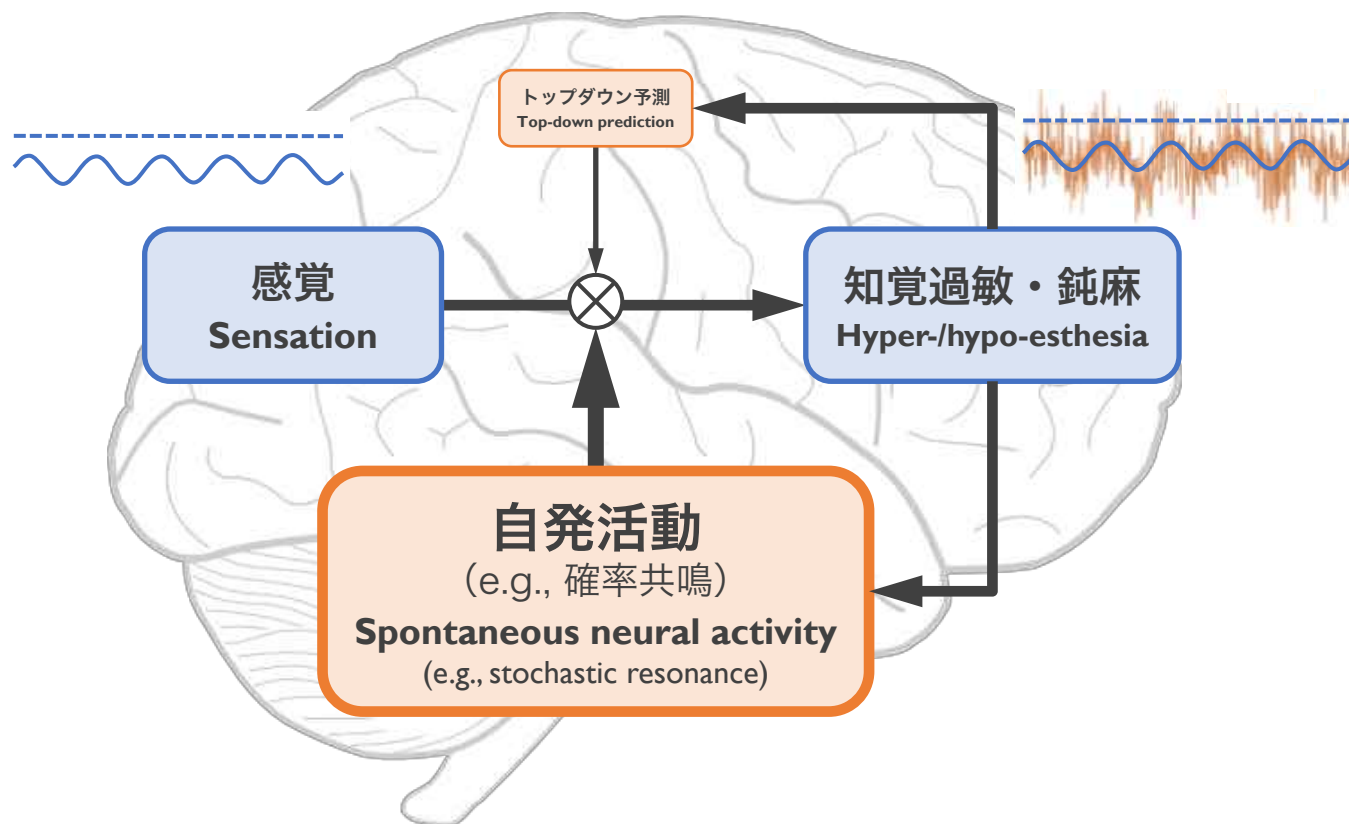 トップダウン予測
Top-down prediction
感覚
Sensation
知覚過敏・鈍麻
Hyper-/hypo-esthesia
自発活動
（e.g., 確率共鳴）
Spontaneous neural activity
(e.g., stochastic resonance)